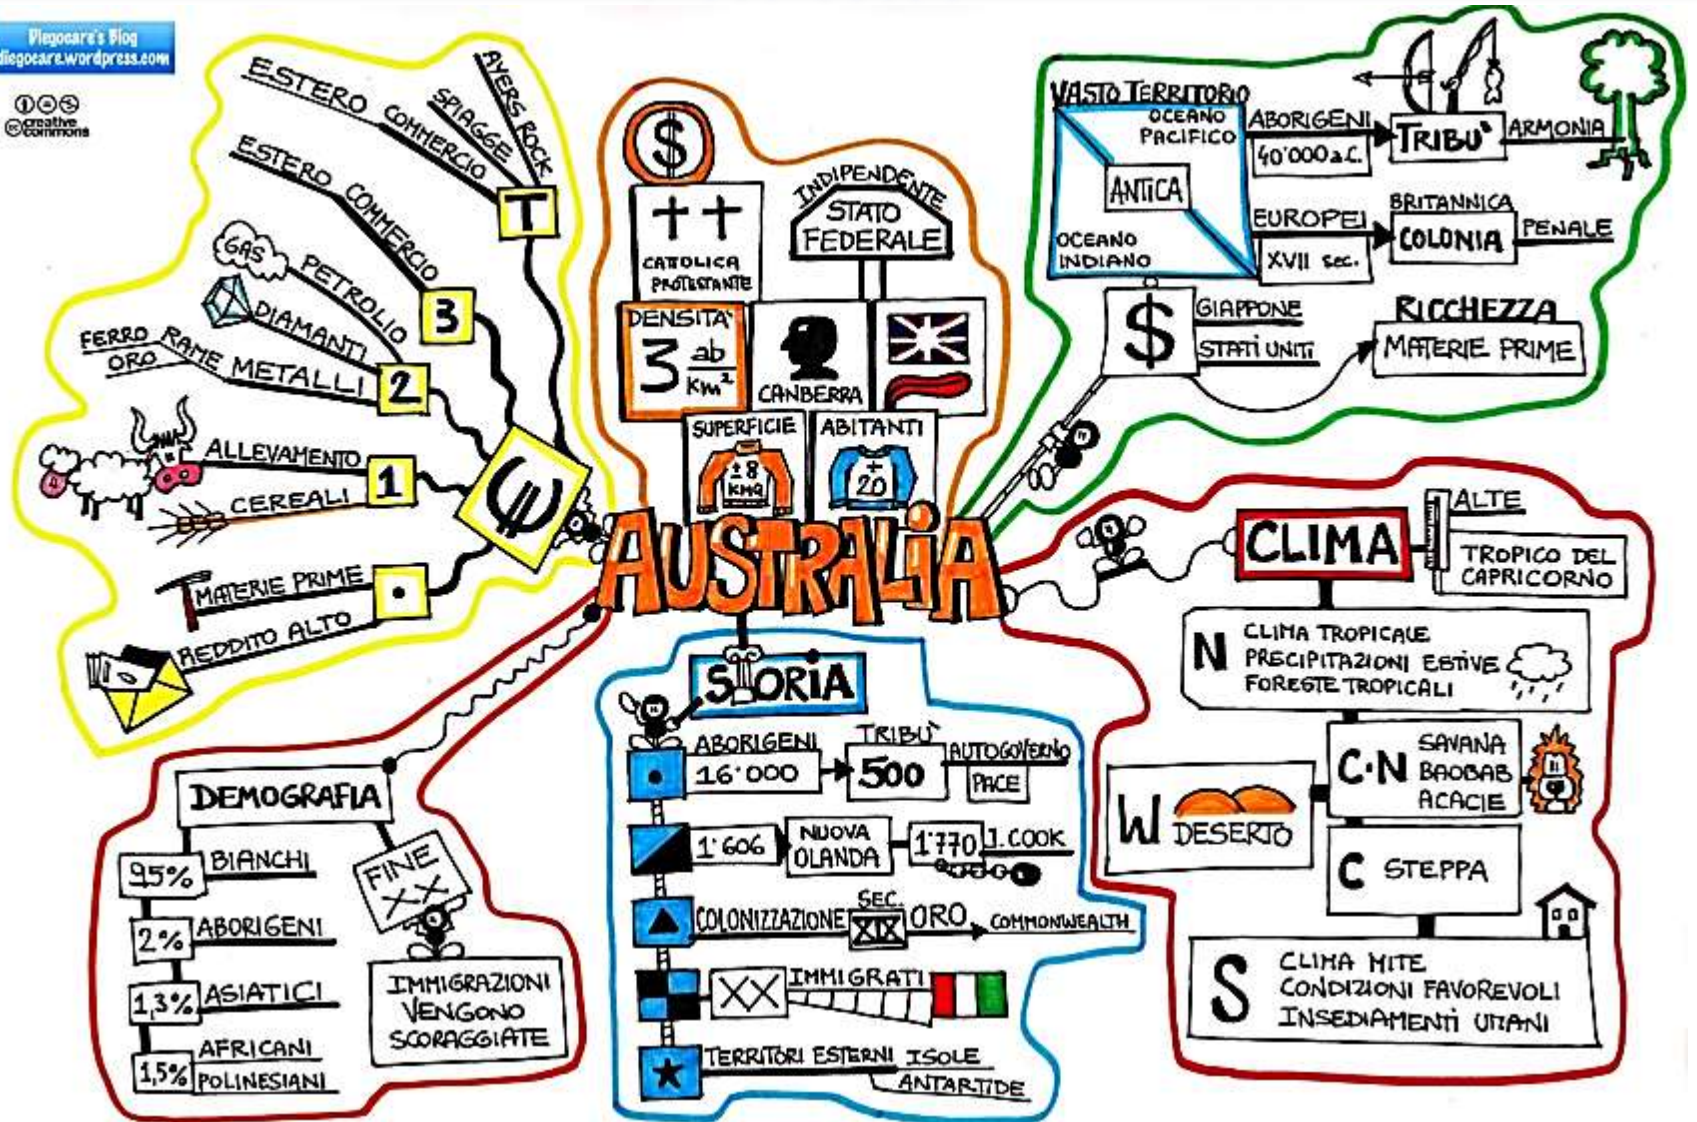 Diegocare's Blog
diegocare.wordpress.com
creative commons
AYERS ROCK
SPIAGGE
ESTERO COMMERCIO
T
ESTERO COMMERCIO
3
GAS PETROLIO
DIAMANTI
FERRO RAME METALLI
ORO
2
ALLEVAMENTO
CEREALI
1
MATERIE PRIME
REDDITO ALTO
€
$
CATTOLICA
PROTESTANTE
INDIPENDENTE
STATO
FEDERALE
DENSITA'
3 ab
km²
CANBERRA
SUPERFICIE
±8
KMQ
ABITANTI
+
20
AUSTRALIA
VASTO TERRITORIO
OCEANO
PACIFICO
ANTICA
OCEANO
INDIANO
ABORIGENI
40'000 a.C.
TRIBU'
ARMONIA
EUROPEI
XVII sec.
BRITANNICA
COLONIA
PENALE
$
GIAPPONE
STATI UNITI
RICCHEZZA
MATERIE PRIME
CLIMA
ALTE
TROPICO DEL
CAPRICORNO
N
CLIMA TROPICALE
PRECIPITAZIONI ESTIVE
FORESTE TROPICALI
C·N
SAVANA
BAOBAB
ACACIE
W
DESERTO
C STEPPA
S
CLIMA MITE
CONDIZIONI FAVOREVOLI
INSEDIAMENTI UMANI
STORIA
ABORIGENI
16'000
TRIBÙ
500
AUTOGOVERNO
PACE
1'606
NUOVA
OLANDA
1'770
J. COOK
COLONIZZAZIONE
SEC.
XIX
ORO
COMMONWEALTH
XX
IMMIGRATI
TERRITORI ESTERNI
ISOLE
ANTARTIDE
DEMOGRAFIA
95% BIANCHI
2% ABORIGENI
1,3% ASIATICI
1,5% AFRICANI
POLINESIANI
FINE
XX
IMMIGRAZIONI
VENGONO
SCORAGGIATE